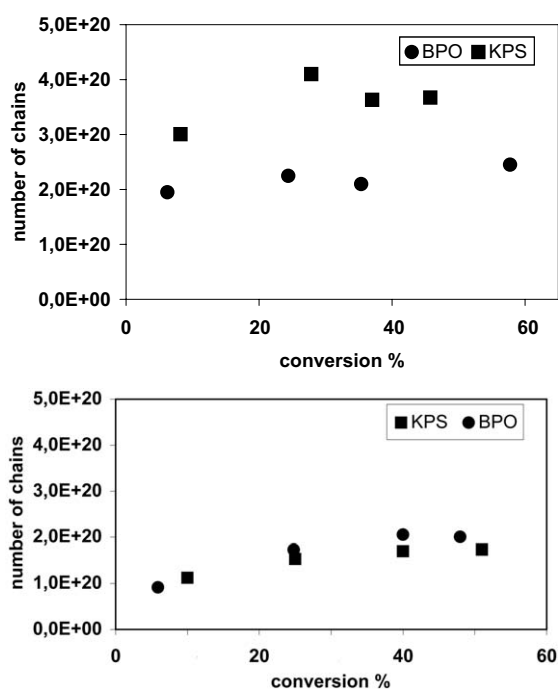 5,0E+20
BPO KPS
4,0E+20
3,0E+20
2,0E+20
1,0E+20
0,0E+00
number of chains
0 20 40 60
conversion %
5,0E+20
KPS BPO
4,0E+20
3,0E+20
2,0E+20
1,0E+20
0,0E+00
number of chains
0 20 40 60
conversion %